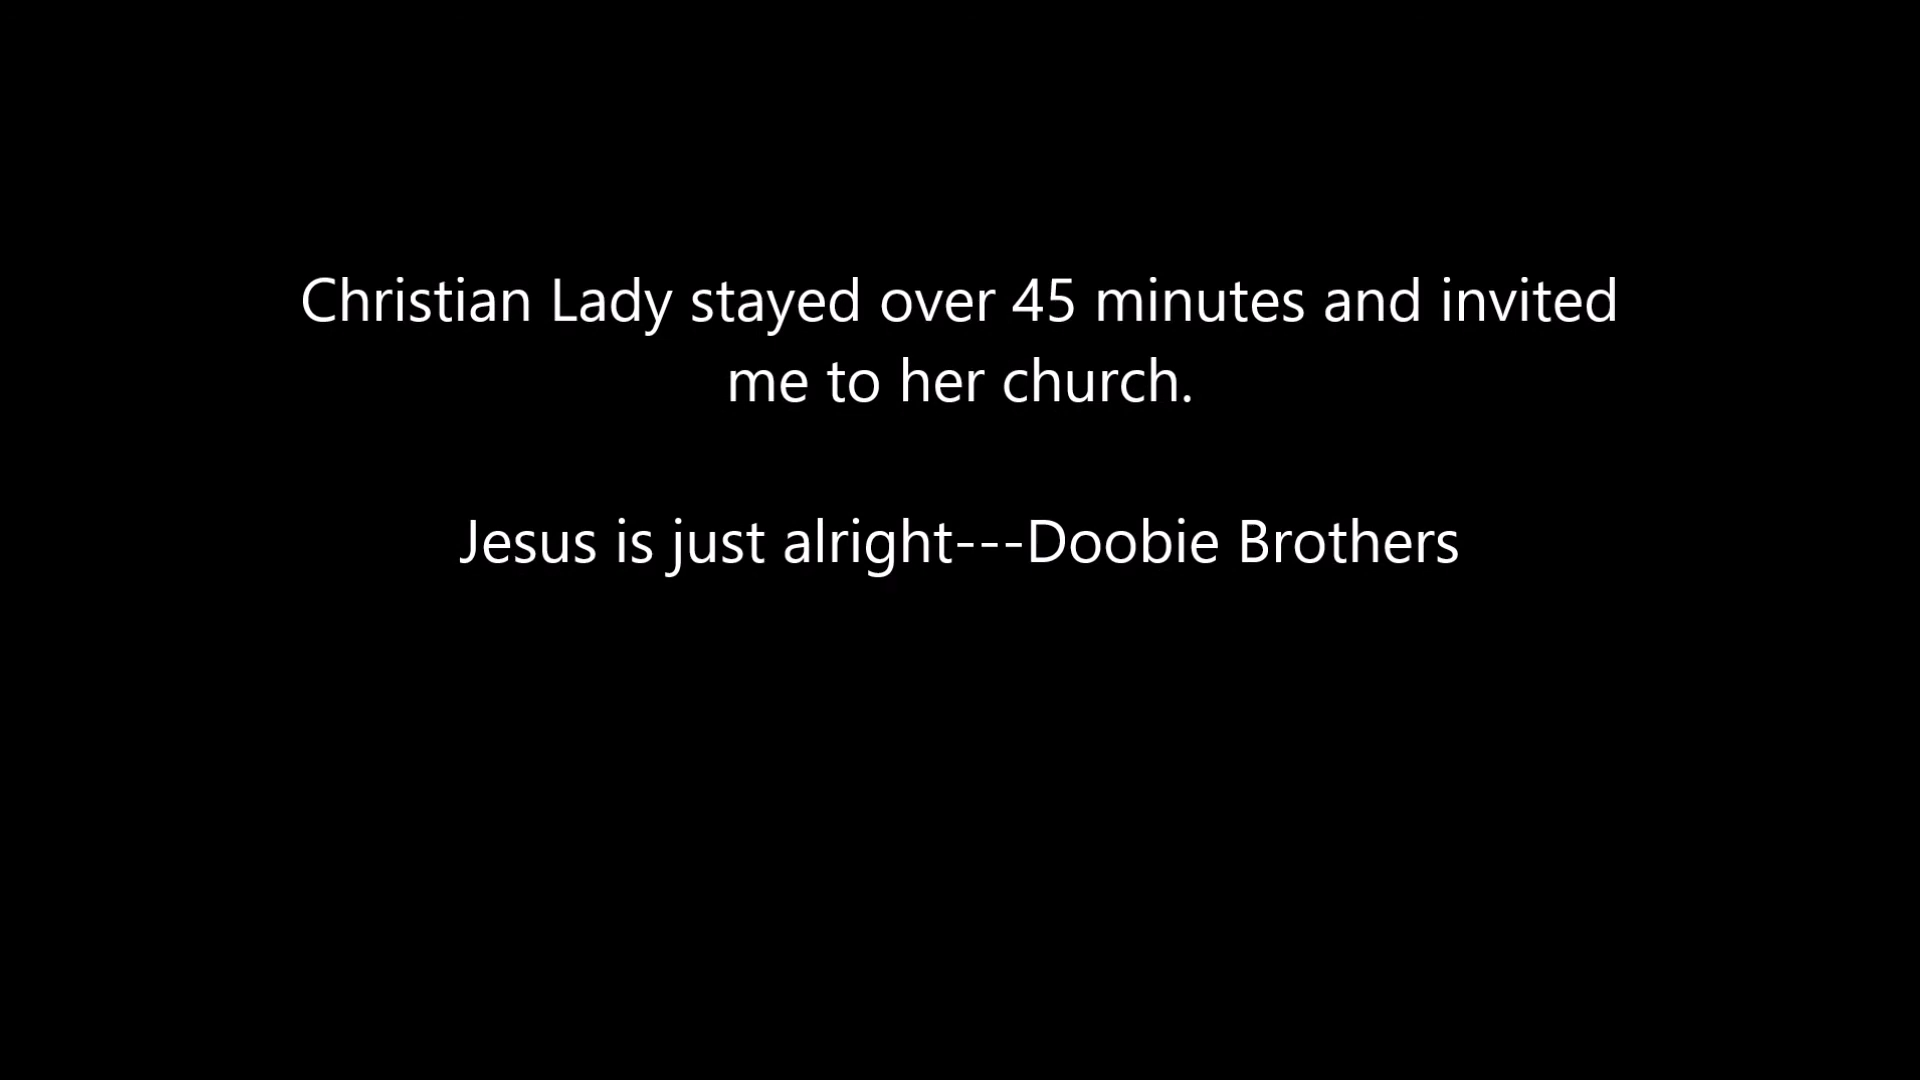 Christian Lady stayed over 45 minutes and invited
me to her church.
Jesus is just alright---Doobie Brothers